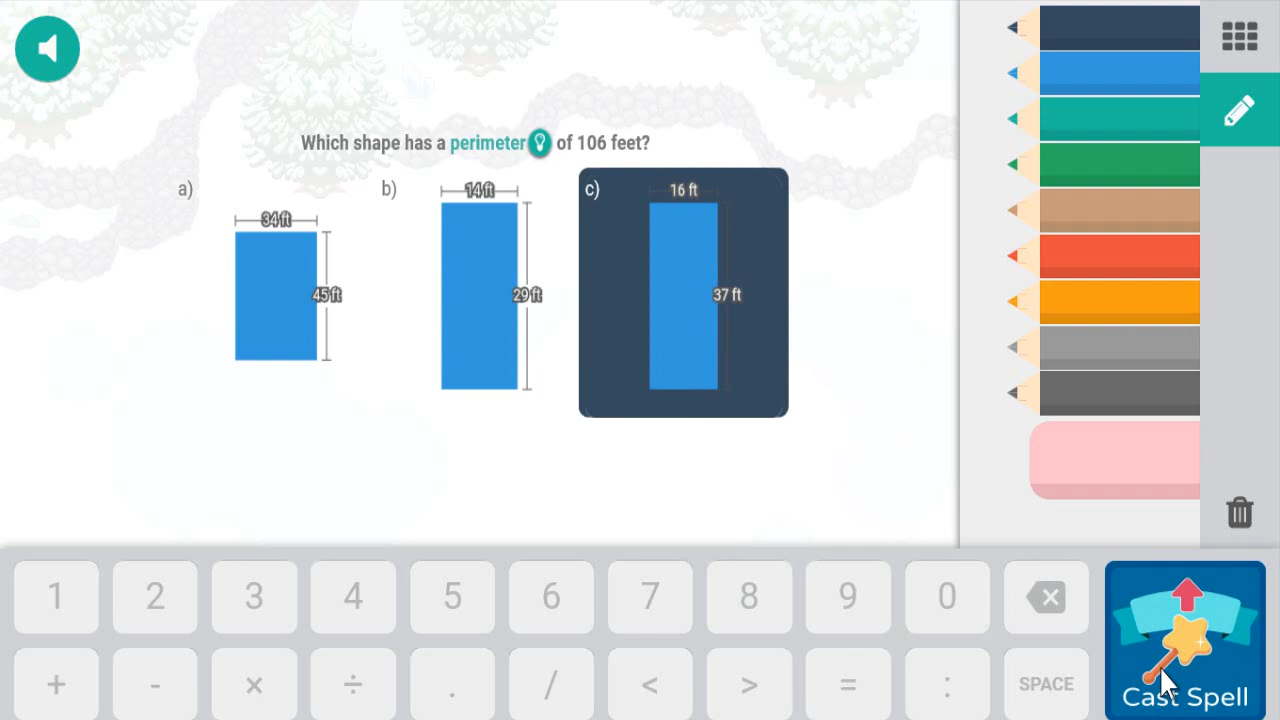 Which shape has a perimeter of 106 feet?
a)
34 ft
45 ft
b)
14 ft
29 ft
c)
16 ft
37 ft
1 2 3 4 5 6 7 8 9 0
+ - × ÷ . / < > = : SPACE
Cast Spell